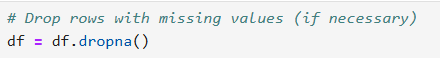 # Drop rows with missing values (if necessary)
df = df.dropna()